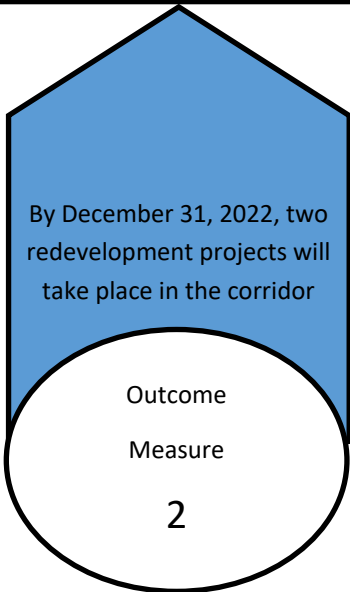 By December 31, 2022, two
redevelopment projects will
take place in the corridor
Outcome
Measure
2